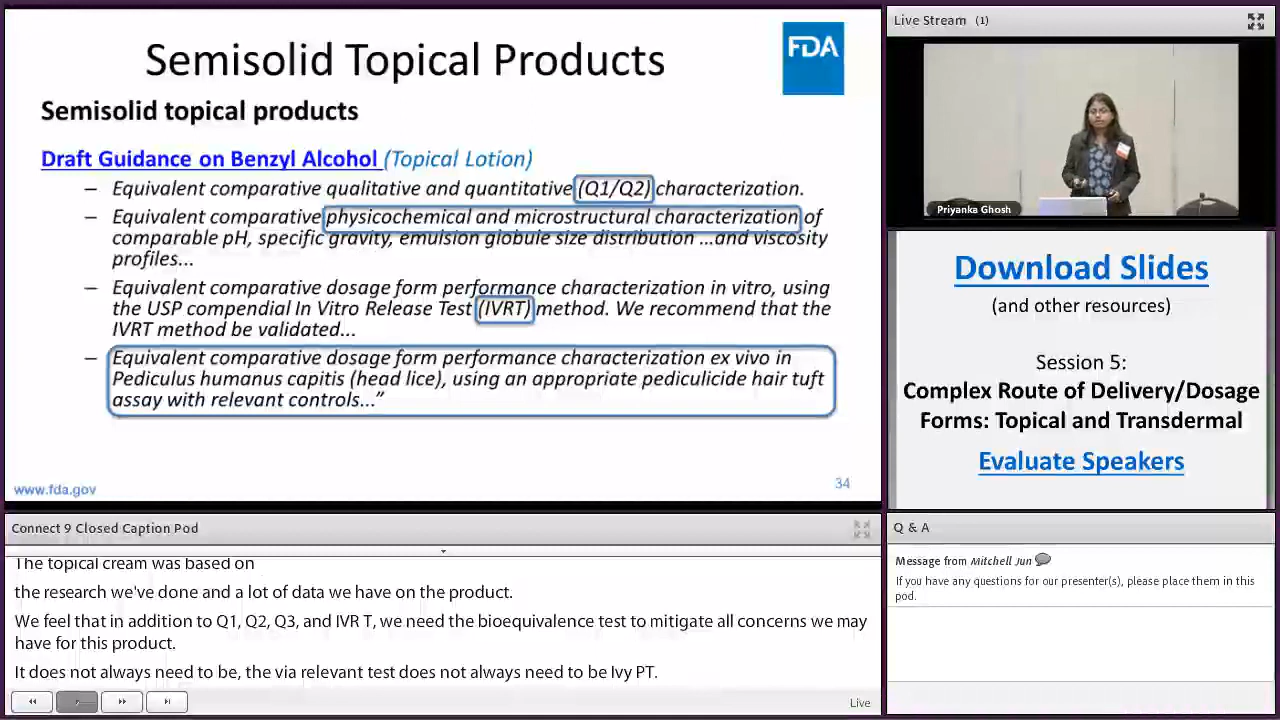 Semisolid Topical Products
FDA
Semisolid topical products
Draft Guidance on Benzyl Alcohol (Topical Lotion)
– Equivalent comparative qualitative and quantitative (Q1/Q2) characterization.
– Equivalent comparative physicochemical and microstructural characterization of
comparable pH, specific gravity, emulsion globule size distribution ...and viscosity
profiles...
– Equivalent comparative dosage form performance characterization in vitro, using
the USP compendial In Vitro Release Test (IVRT) method. We recommend that the
IVRT method be validated...
– Equivalent comparative dosage form performance characterization ex vivo in
Pediculus humanus capitis (head lice), using an appropriate pediculicide hair tuft
assay with relevant controls..."
www.fda.gov
34
Live Stream (1)
Priyanka Ghosh
Download Slides
(and other resources)
Session 5:
Complex Route of Delivery/Dosage
Forms: Topical and Transdermal
Evaluate Speakers
Connect 9 Closed Caption Pod
The topical cream was based on
the research we've done and a lot of data we have on the product.
We feel that in addition to Q1, Q2, Q3, and IVR T, we need the bioequivalence test to mitigate all concerns we may
have for this product.
It does not always need to be, the via relevant test does not always need to be Ivy PT.
Live
Q & A
Message from Mitchell Jun
If you have any questions for our presenter(s), please place them in this
pod.